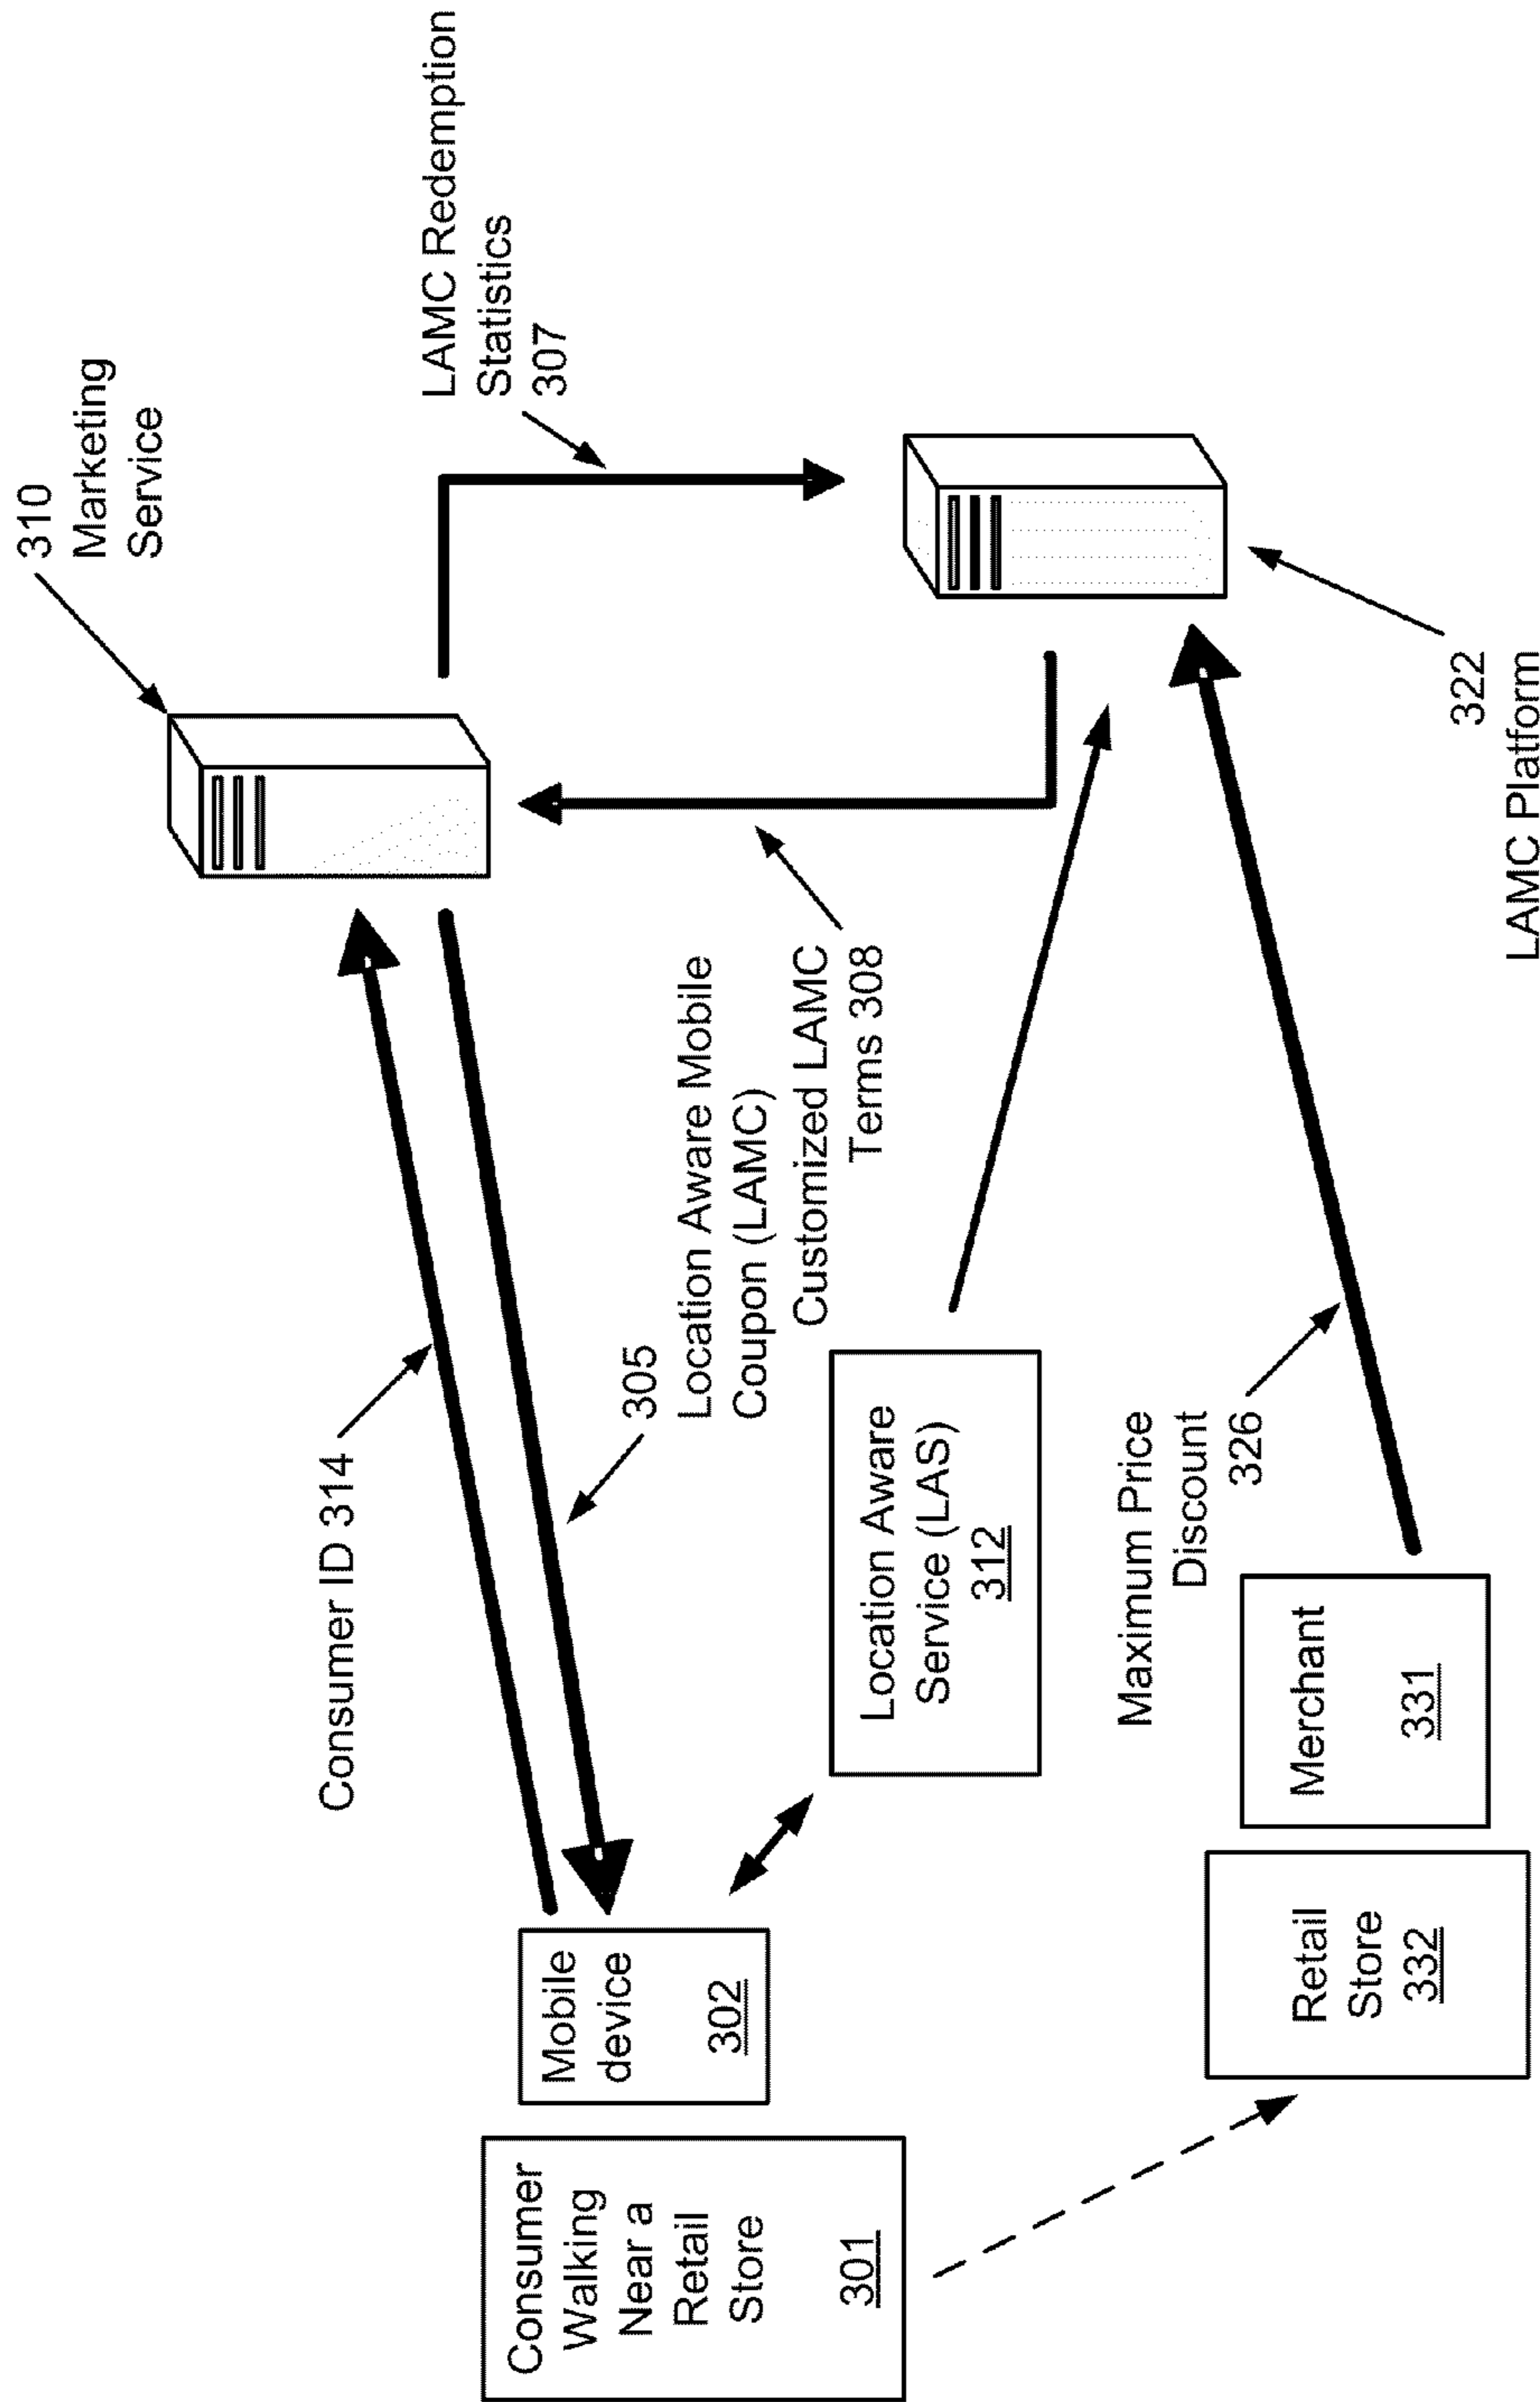 310
Marketing
Service
LAMC Redemption
Statistics
307
Consumer ID 314
305
Location Aware Mobile
Coupon (LAMC)
Customized LAMC
Terms 308
Mobile
device
302
Consumer
Walking
Near a
Retail
Store
301
Location Aware
Service (LAS)
312
Maximum Price
Discount
326
322
LAMC Platform
Merchant
331
Retail
Store
332